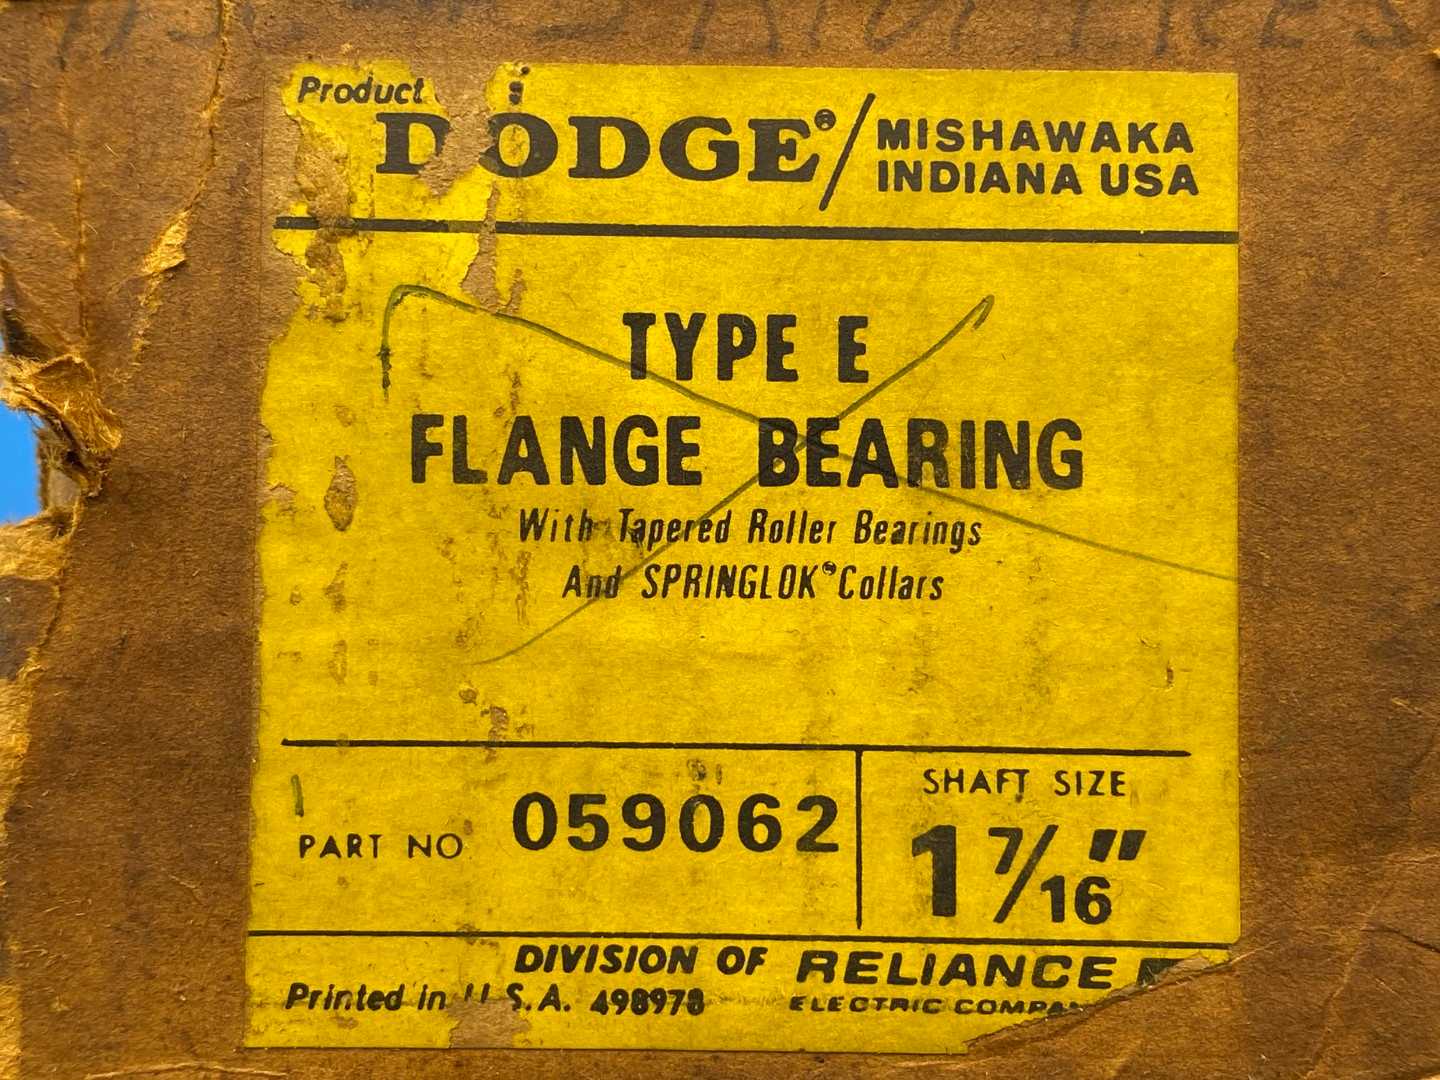 Product
DODGE®/ MISHAWAKA
INDIANA USA
TYPE E
FLANGE BEARING
With Tapered Roller Bearings
And SPRINGLOK® Collars
PART NO 059062
SHAFT SIZE
1 7/16"
DIVISION OF RELIANCE
ELECTRIC COMPAN
Printed in U.S.A. 498978